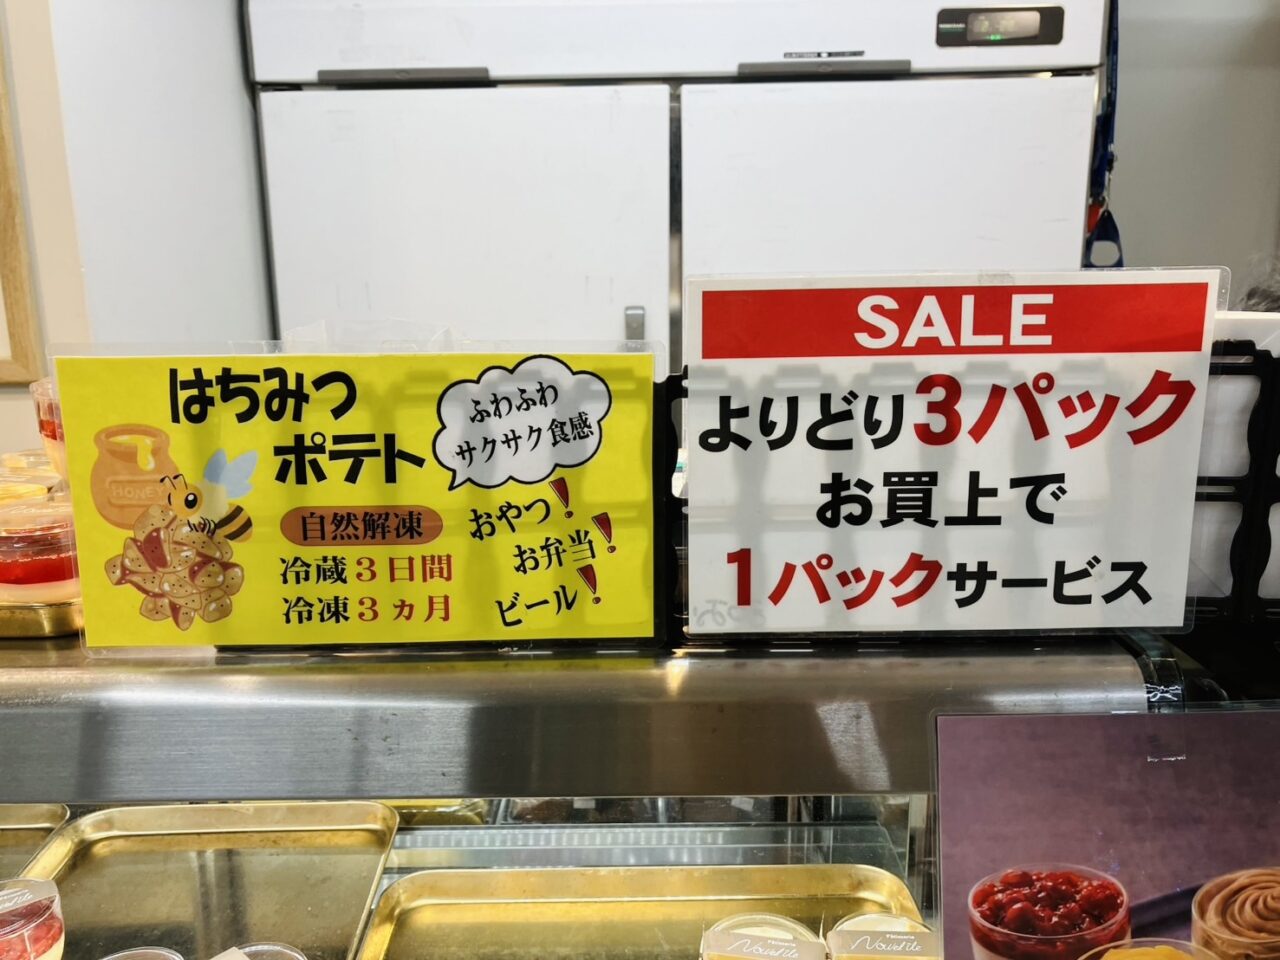 はちみつ
ポテト
ふわふわ
サクサク食感
HONEY
自然解凍
冷蔵3日間
冷凍3ヵ月
おやつ!
お弁当!
ビール!
SALE
よりどり3パック
お買上で
1パックサービス